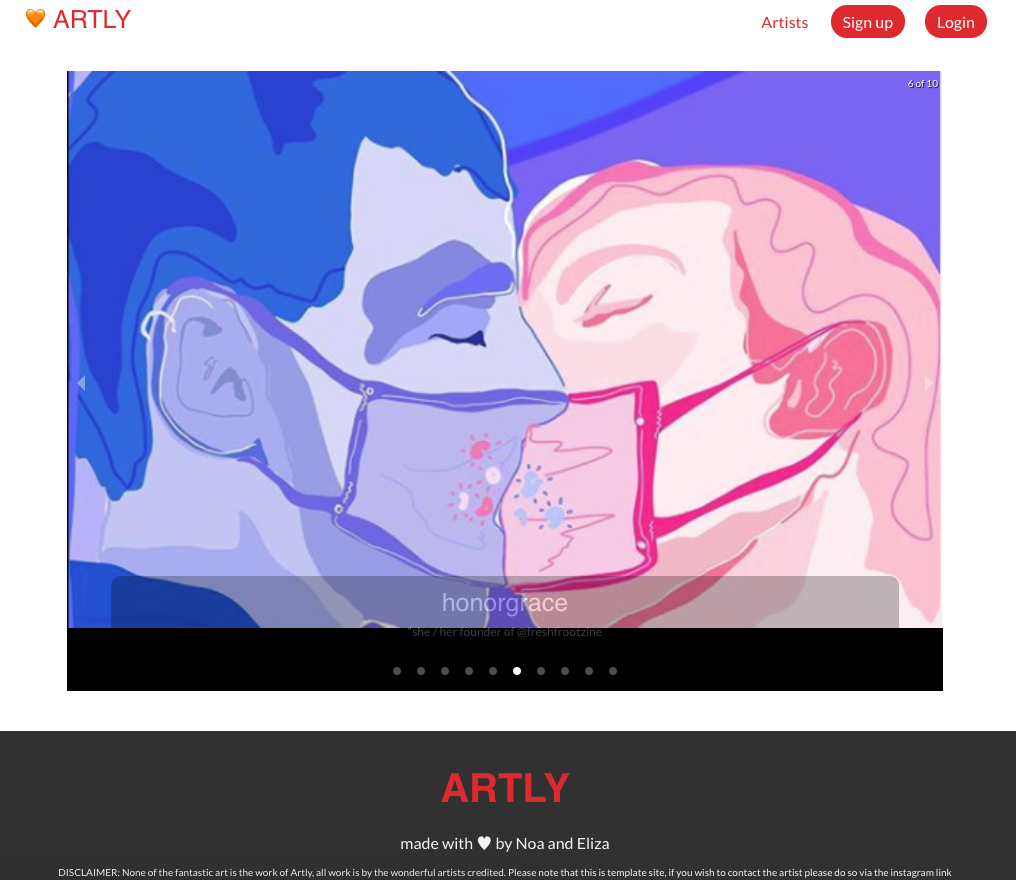 🧡 ARTLY
Artists
Sign up
Login
6 of 10
honorgrace
"she / her founder of @freshfrootzine
ARTLY
made with ♥ by Noa and Eliza
DISCLAIMER: None of the fantastic art is the work of Artly, all work is by the wonderful artists credited. Please note that this is template site, if you wish to contact the artist please do so via the instagram link